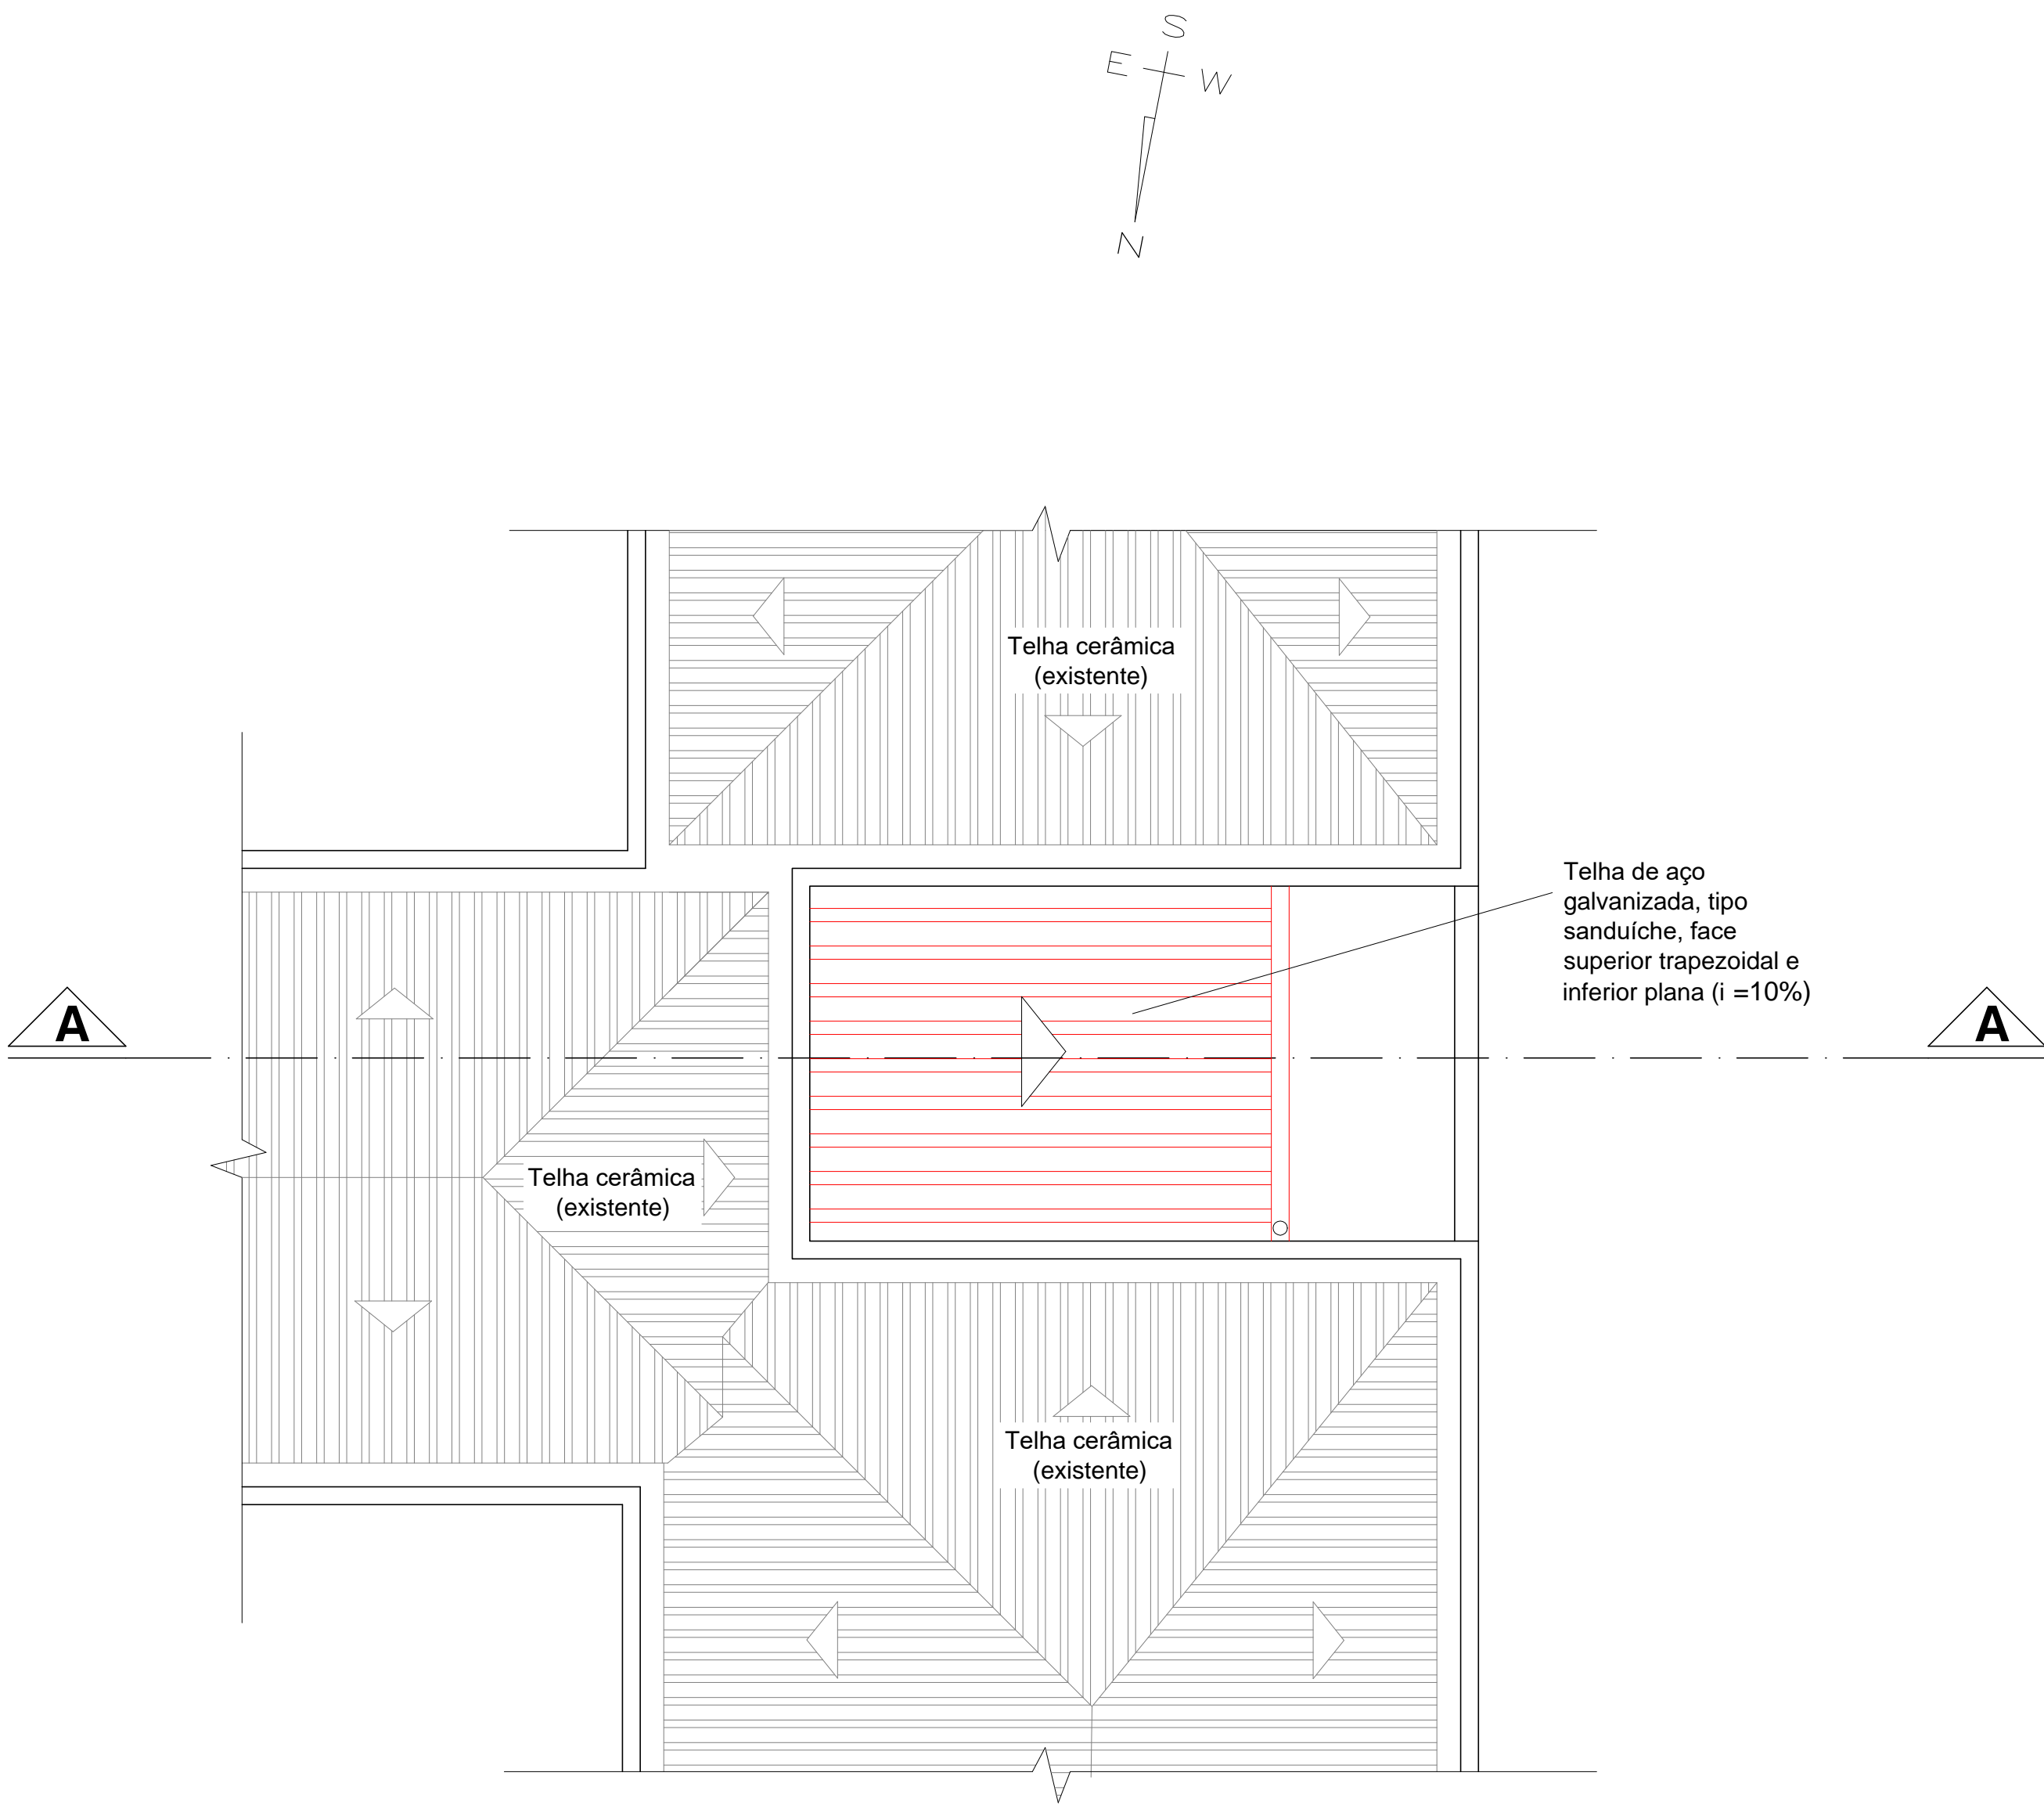 S
E
W
N
Telha cerâmica
(existente)
Telha de aço
galvanizada, tipo
sanduíche, face
superior trapezoidal e
inferior plana (i =10%)
A
A
Telha cerâmica
(existente)
Telha cerâmica
(existente)